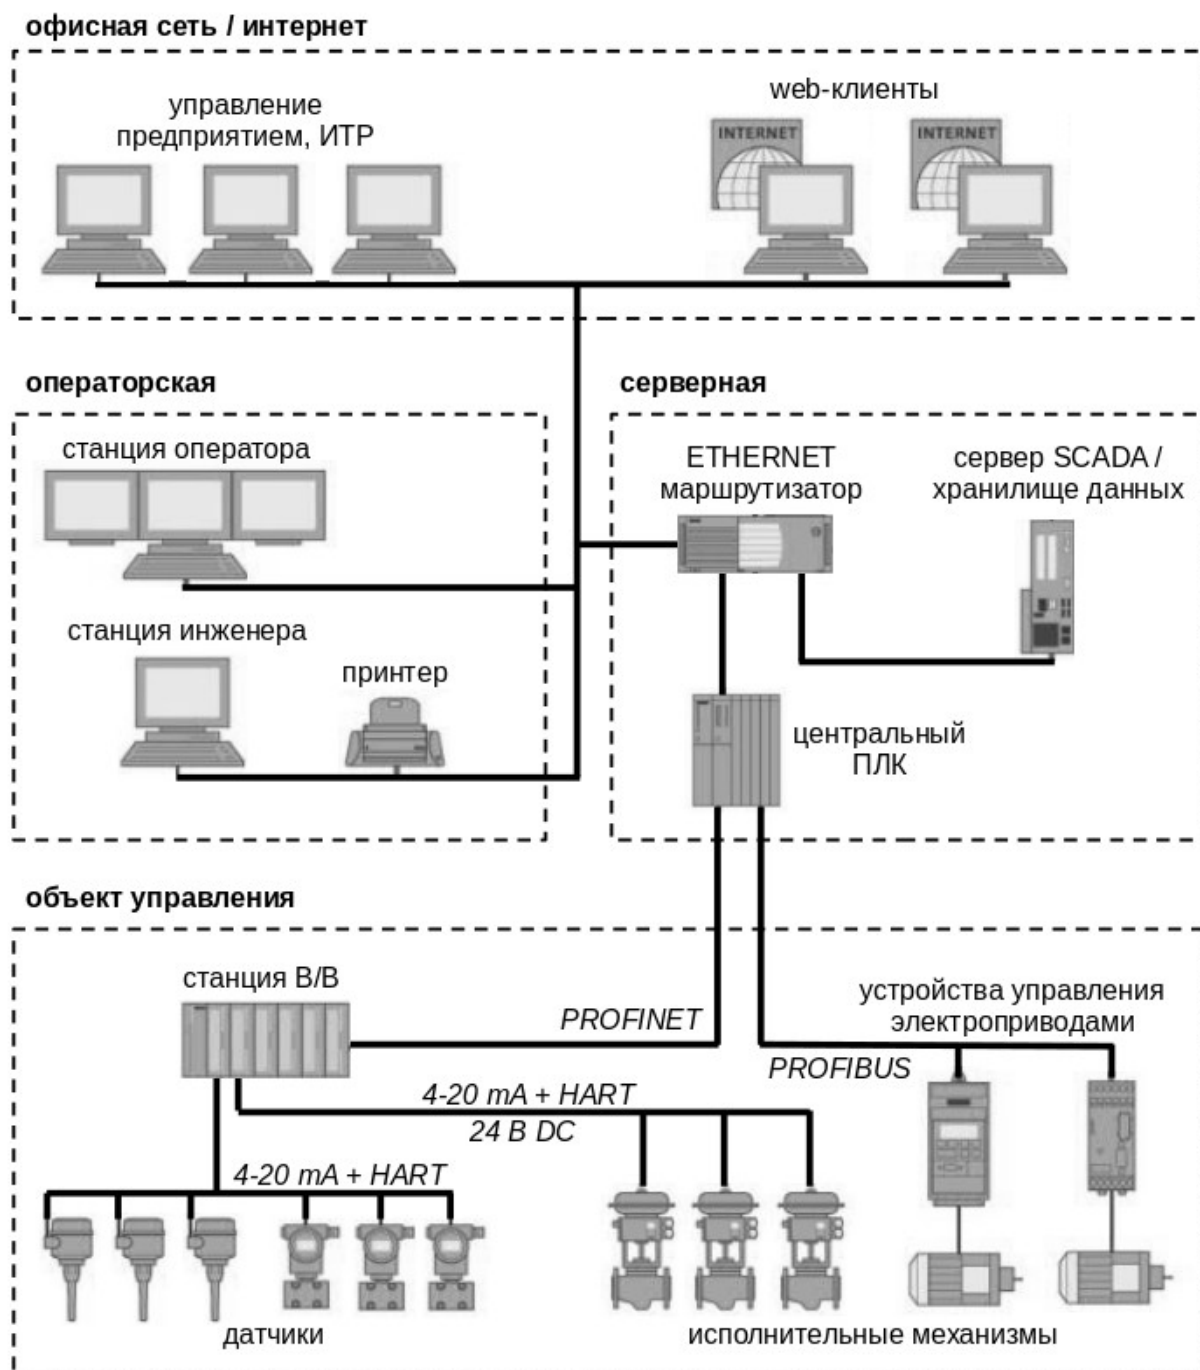 офисная сеть / интернет
управление
предприятием, ИТР
web-клиенты
INTERNET
INTERNET
операторская
серверная
станция оператора
ETHERNET
маршрутизатор
сервер SCADA /
хранилище данных
станция инженера
принтер
центральный
ПЛК
объект управления
станция В/В
PROFINET
устройства управления
электроприводами
PROFIBUS
4-20 mA + HART
24 В DC
4-20 mA + HART
датчики
исполнительные механизмы